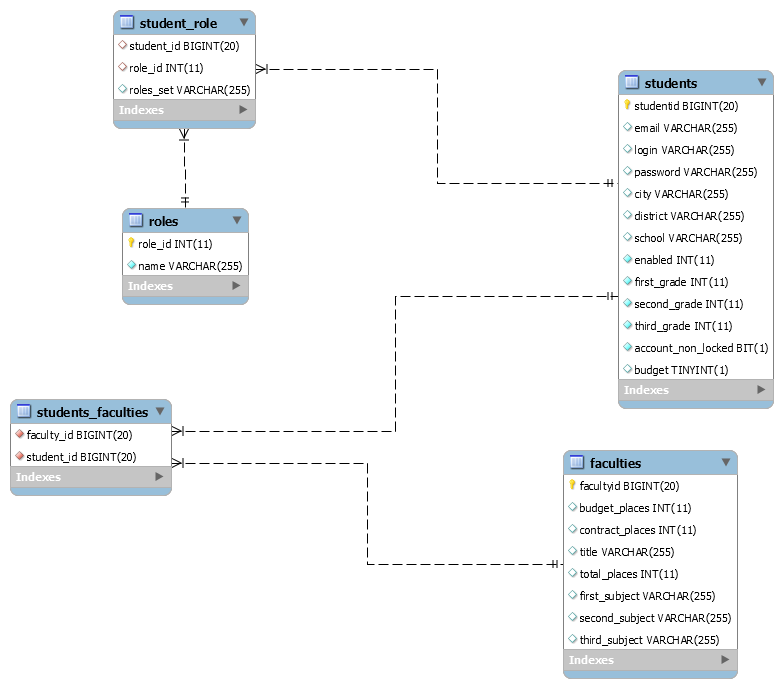 student_role
student_id BIGINT(20)
role_id INT(11)
roles_set VARCHAR(255)
Indexes
students
studentid BIGINT(20)
email VARCHAR(255)
login VARCHAR(255)
password VARCHAR(255)
city VARCHAR(255)
district VARCHAR(255)
school VARCHAR(255)
enabled INT(11)
first_grade INT(11)
second_grade INT(11)
third_grade INT(11)
account_non_locked BIT(1)
budget TINYINT(1)
Indexes
roles
role_id INT(11)
name VARCHAR(255)
Indexes
students_faculties
faculty_id BIGINT(20)
student_id BIGINT(20)
Indexes
faculties
facultyid BIGINT(20)
budget_places INT(11)
contract_places INT(11)
title VARCHAR(255)
total_places INT(11)
first_subject VARCHAR(255)
second_subject VARCHAR(255)
third_subject VARCHAR(255)
Indexes